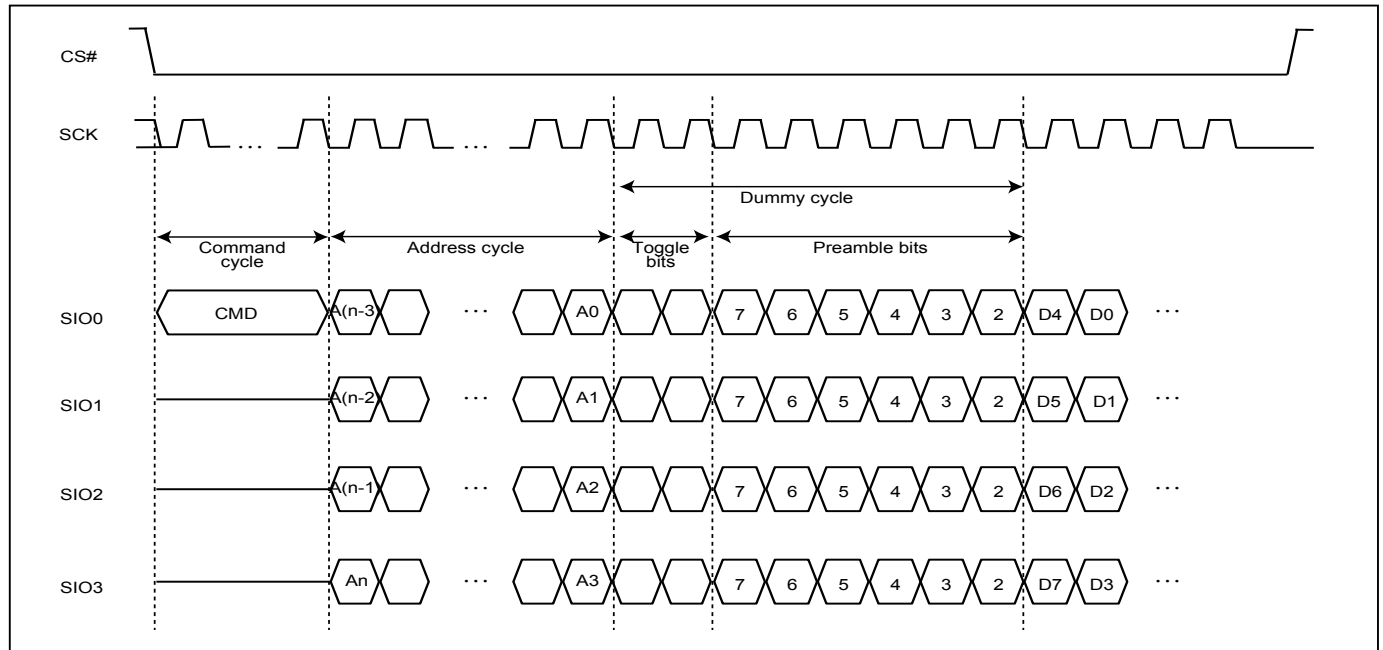 CS#
SCK
...
...
Dummy cycle
Command
cycle
Address cycle
Toggle
bits
Preamble bits
SIO0
CMD
A(n-3)
...
A0
7 6 5 4 3 2
D4 D0
...
SIO1
A(n-2)
...
A1
7 6 5 4 3 2
D5 D1
...
SIO2
A(n-1)
...
A2
7 6 5 4 3 2
D6 D2
...
SIO3
An
...
A3
7 6 5 4 3 2
D7 D3
...